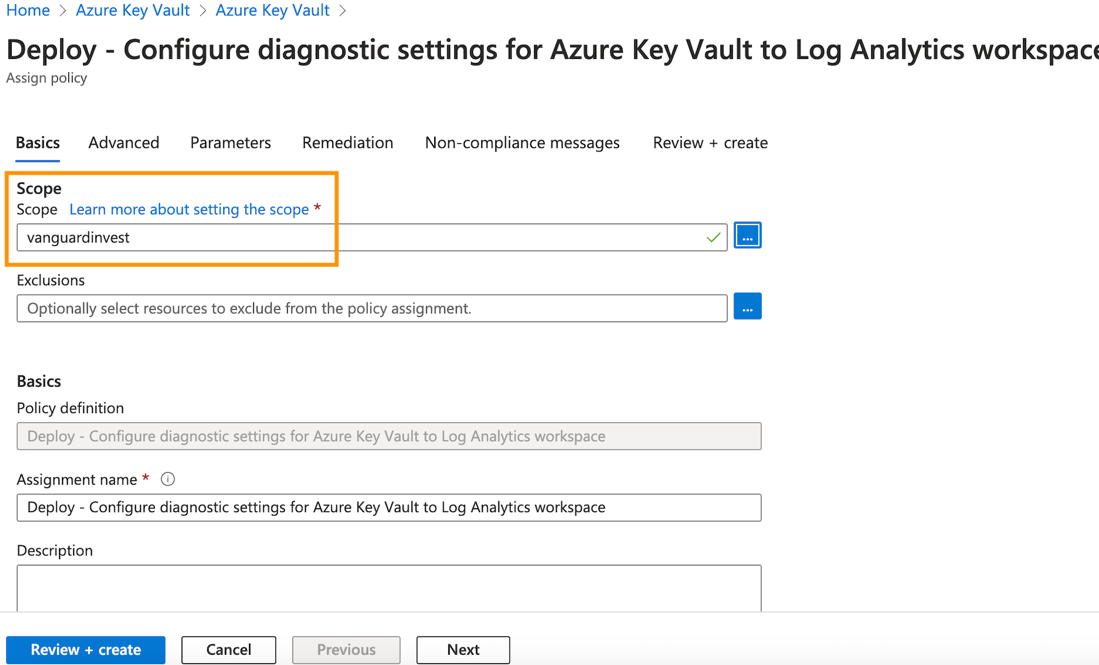 Home > Azure Key Vault > Azure Key Vault >
Deploy - Configure diagnostic settings for Azure Key Vault to Log Analytics workspace
Assign policy
Basics Advanced Parameters Remediation Non-compliance messages Review + create
Scope
Scope Learn more about setting the scope *
vanguardinvest
...
Exclusions
Optionally select resources to exclude from the policy assignment.
...
Basics
Policy definition
Deploy - Configure diagnostic settings for Azure Key Vault to Log Analytics workspace
Assignment name *
Deploy - Configure diagnostic settings for Azure Key Vault to Log Analytics workspace
Description
Review + create Cancel Previous Next